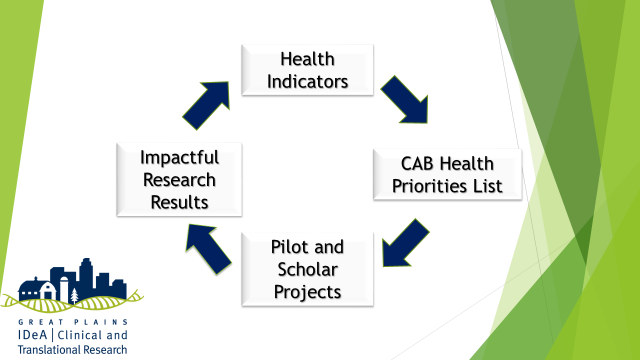 Health
Indicators
CAB Health
Priorities List
Pilot and
Scholar
Projects
Impactful
Research
Results
GREAT PLAINS
IDeA | Clinical and
Translational Research